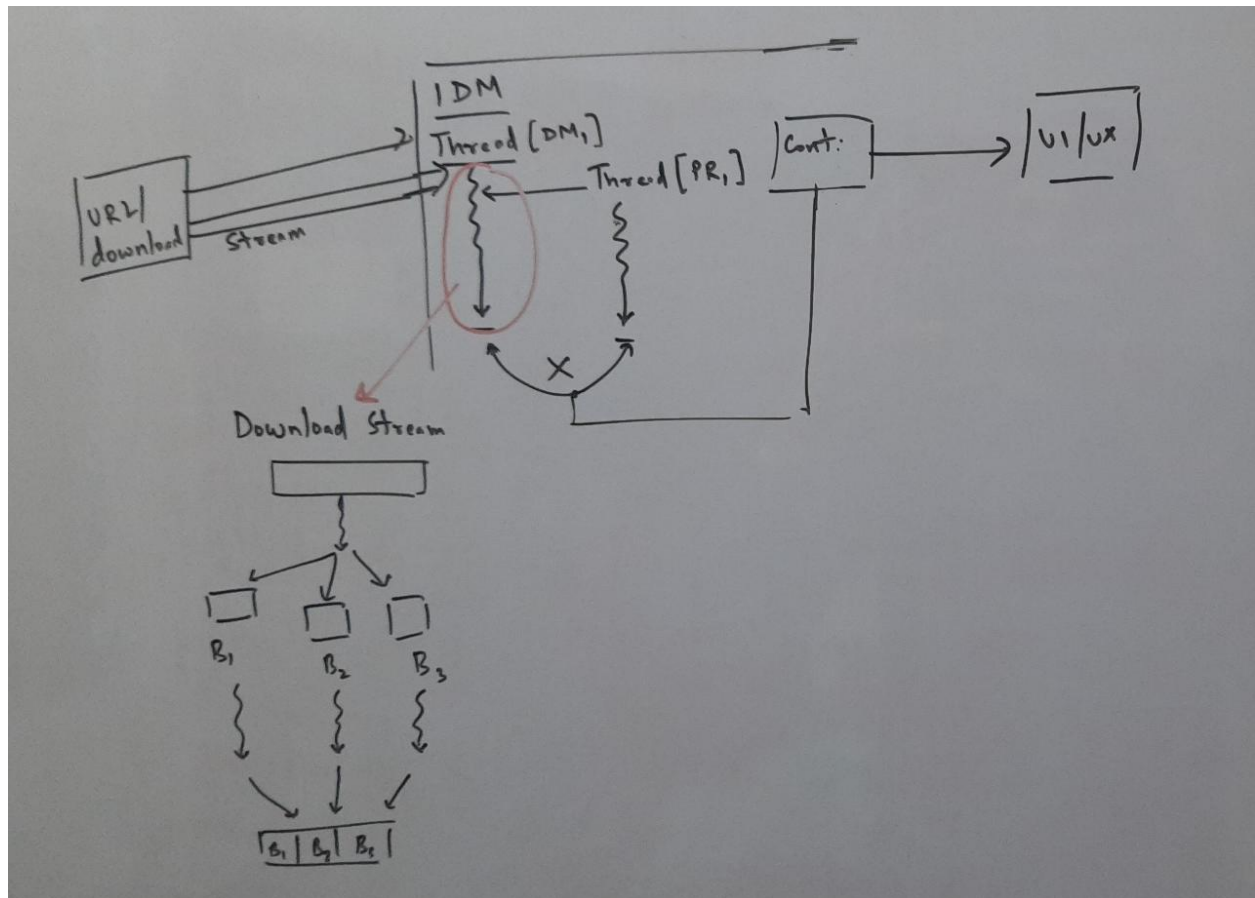 IDM
Thread [DM₁]
Thread [PR₁]
Cont:
UI/UX
URL/
download
Stream
X
Download Stream
B₁
B₂
B₃
B₁ B₂ B₃